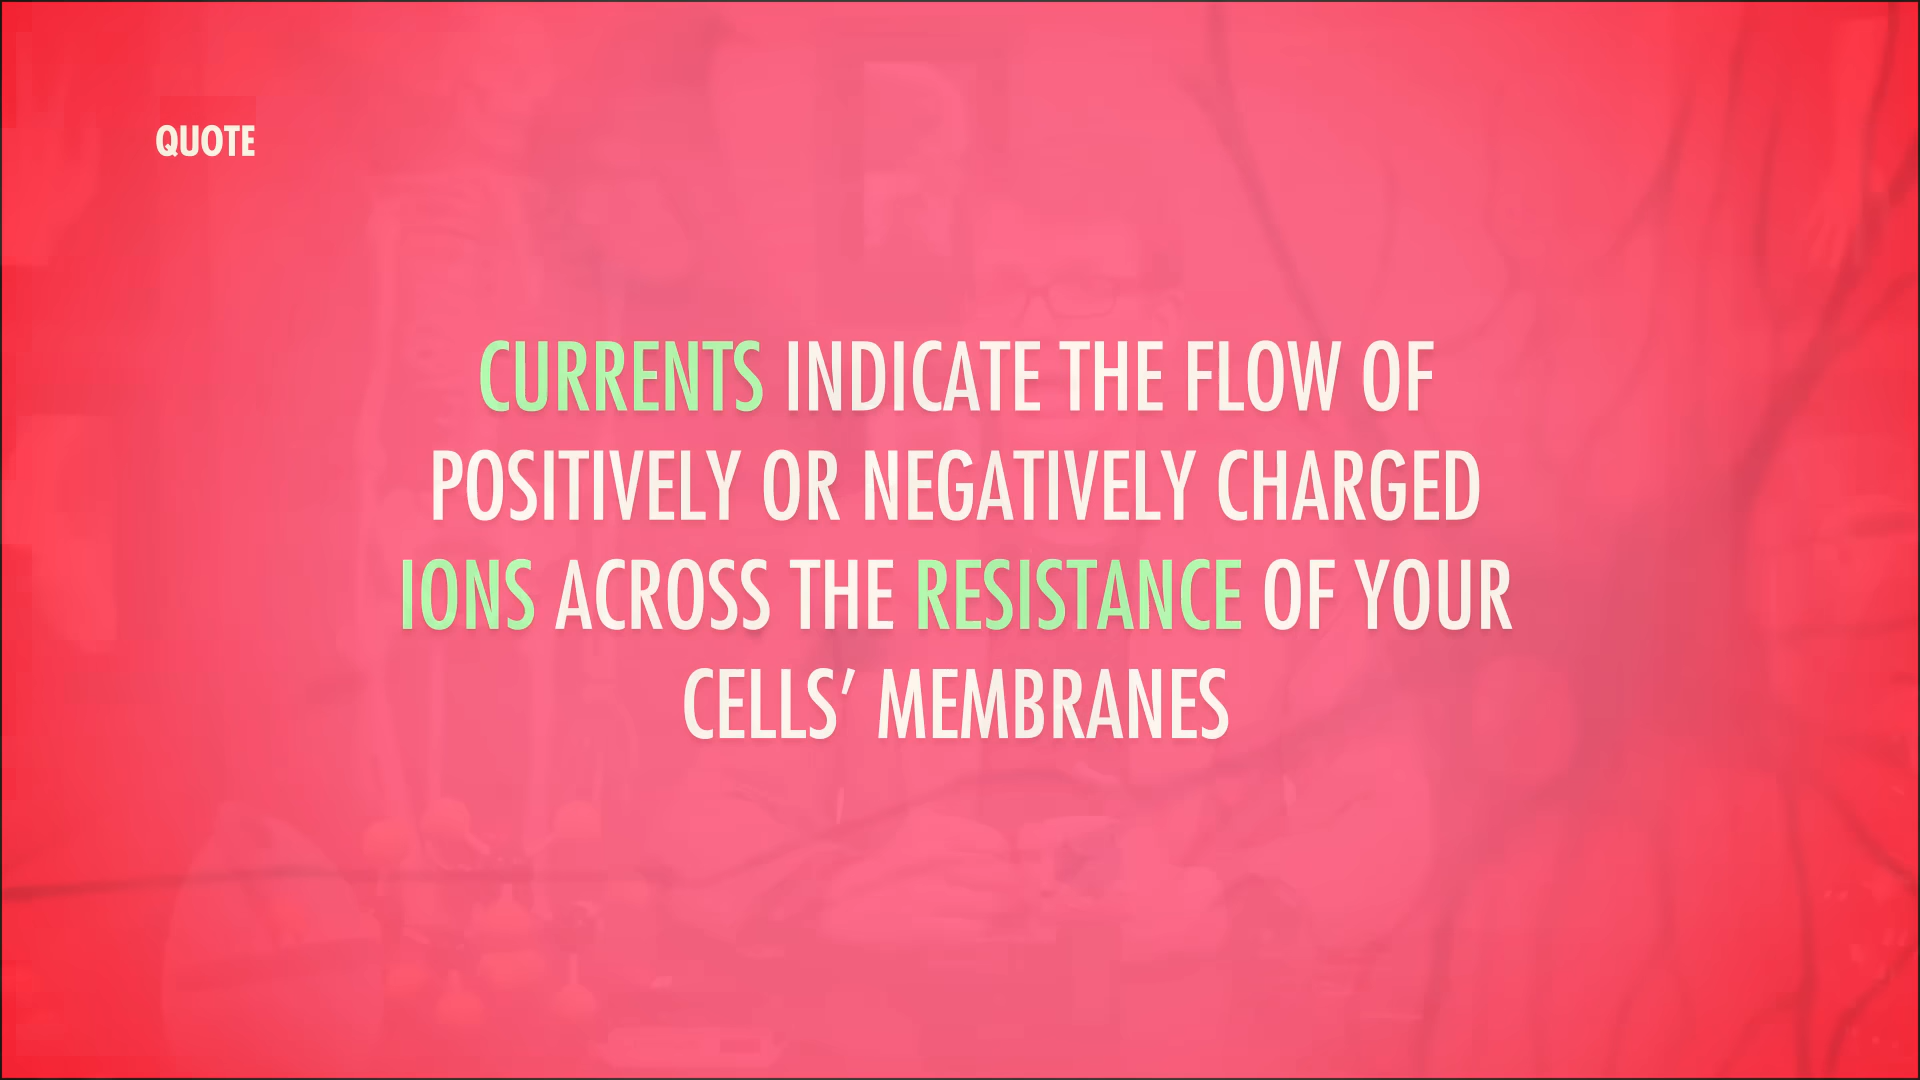 QUOTE
CURRENTS INDICATE THE FLOW OF
POSITIVELY OR NEGATIVELY CHARGED
IONS ACROSS THE RESISTANCE OF YOUR
CELLS’ MEMBRANES